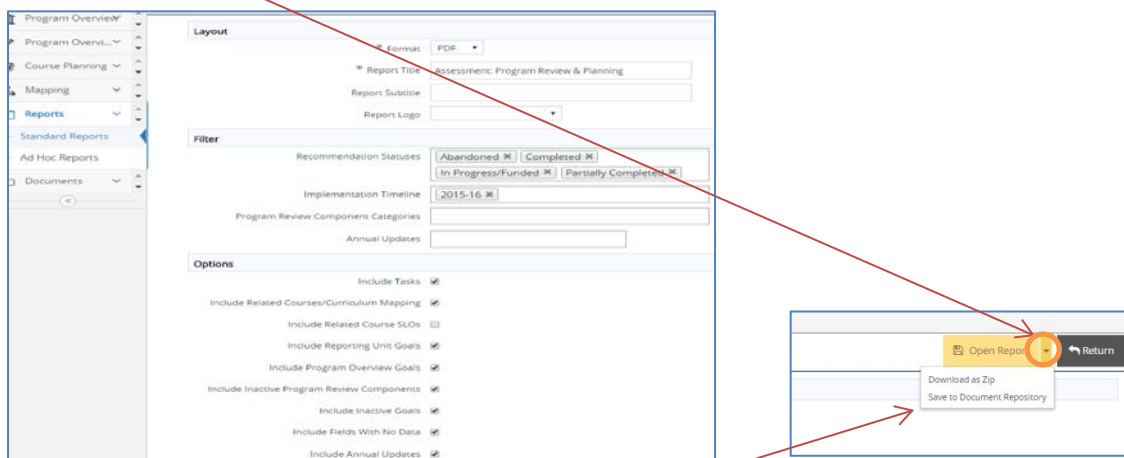 Program Overview
Program Overvi...
Course Planning
Mapping
Reports
Standard Reports
Ad Hoc Reports
Documents
Layout
* Format PDF
* Report Title Assessment: Program Review & Planning
Report Subtitle
Report Logo
Filter
Recommendation Statuses Abandoned ✖ Completed ✖
In Progress/Funded ✖ Partially Completed ✖
Implementation Timeline 2015-16 ✖
Program Review Component Categories
Annual Updates
Options
Include Tasks
Include Related Courses/Curriculum Mapping
Include Related Course SLOs
Include Reporting Unit Goals
Include Program Overview Goals
Include Inactive Program Review Components
Include Inactive Goals
Include Fields With No Data
Include Annual Updates
Open Report Return
Download as Zip
Save to Document Repository